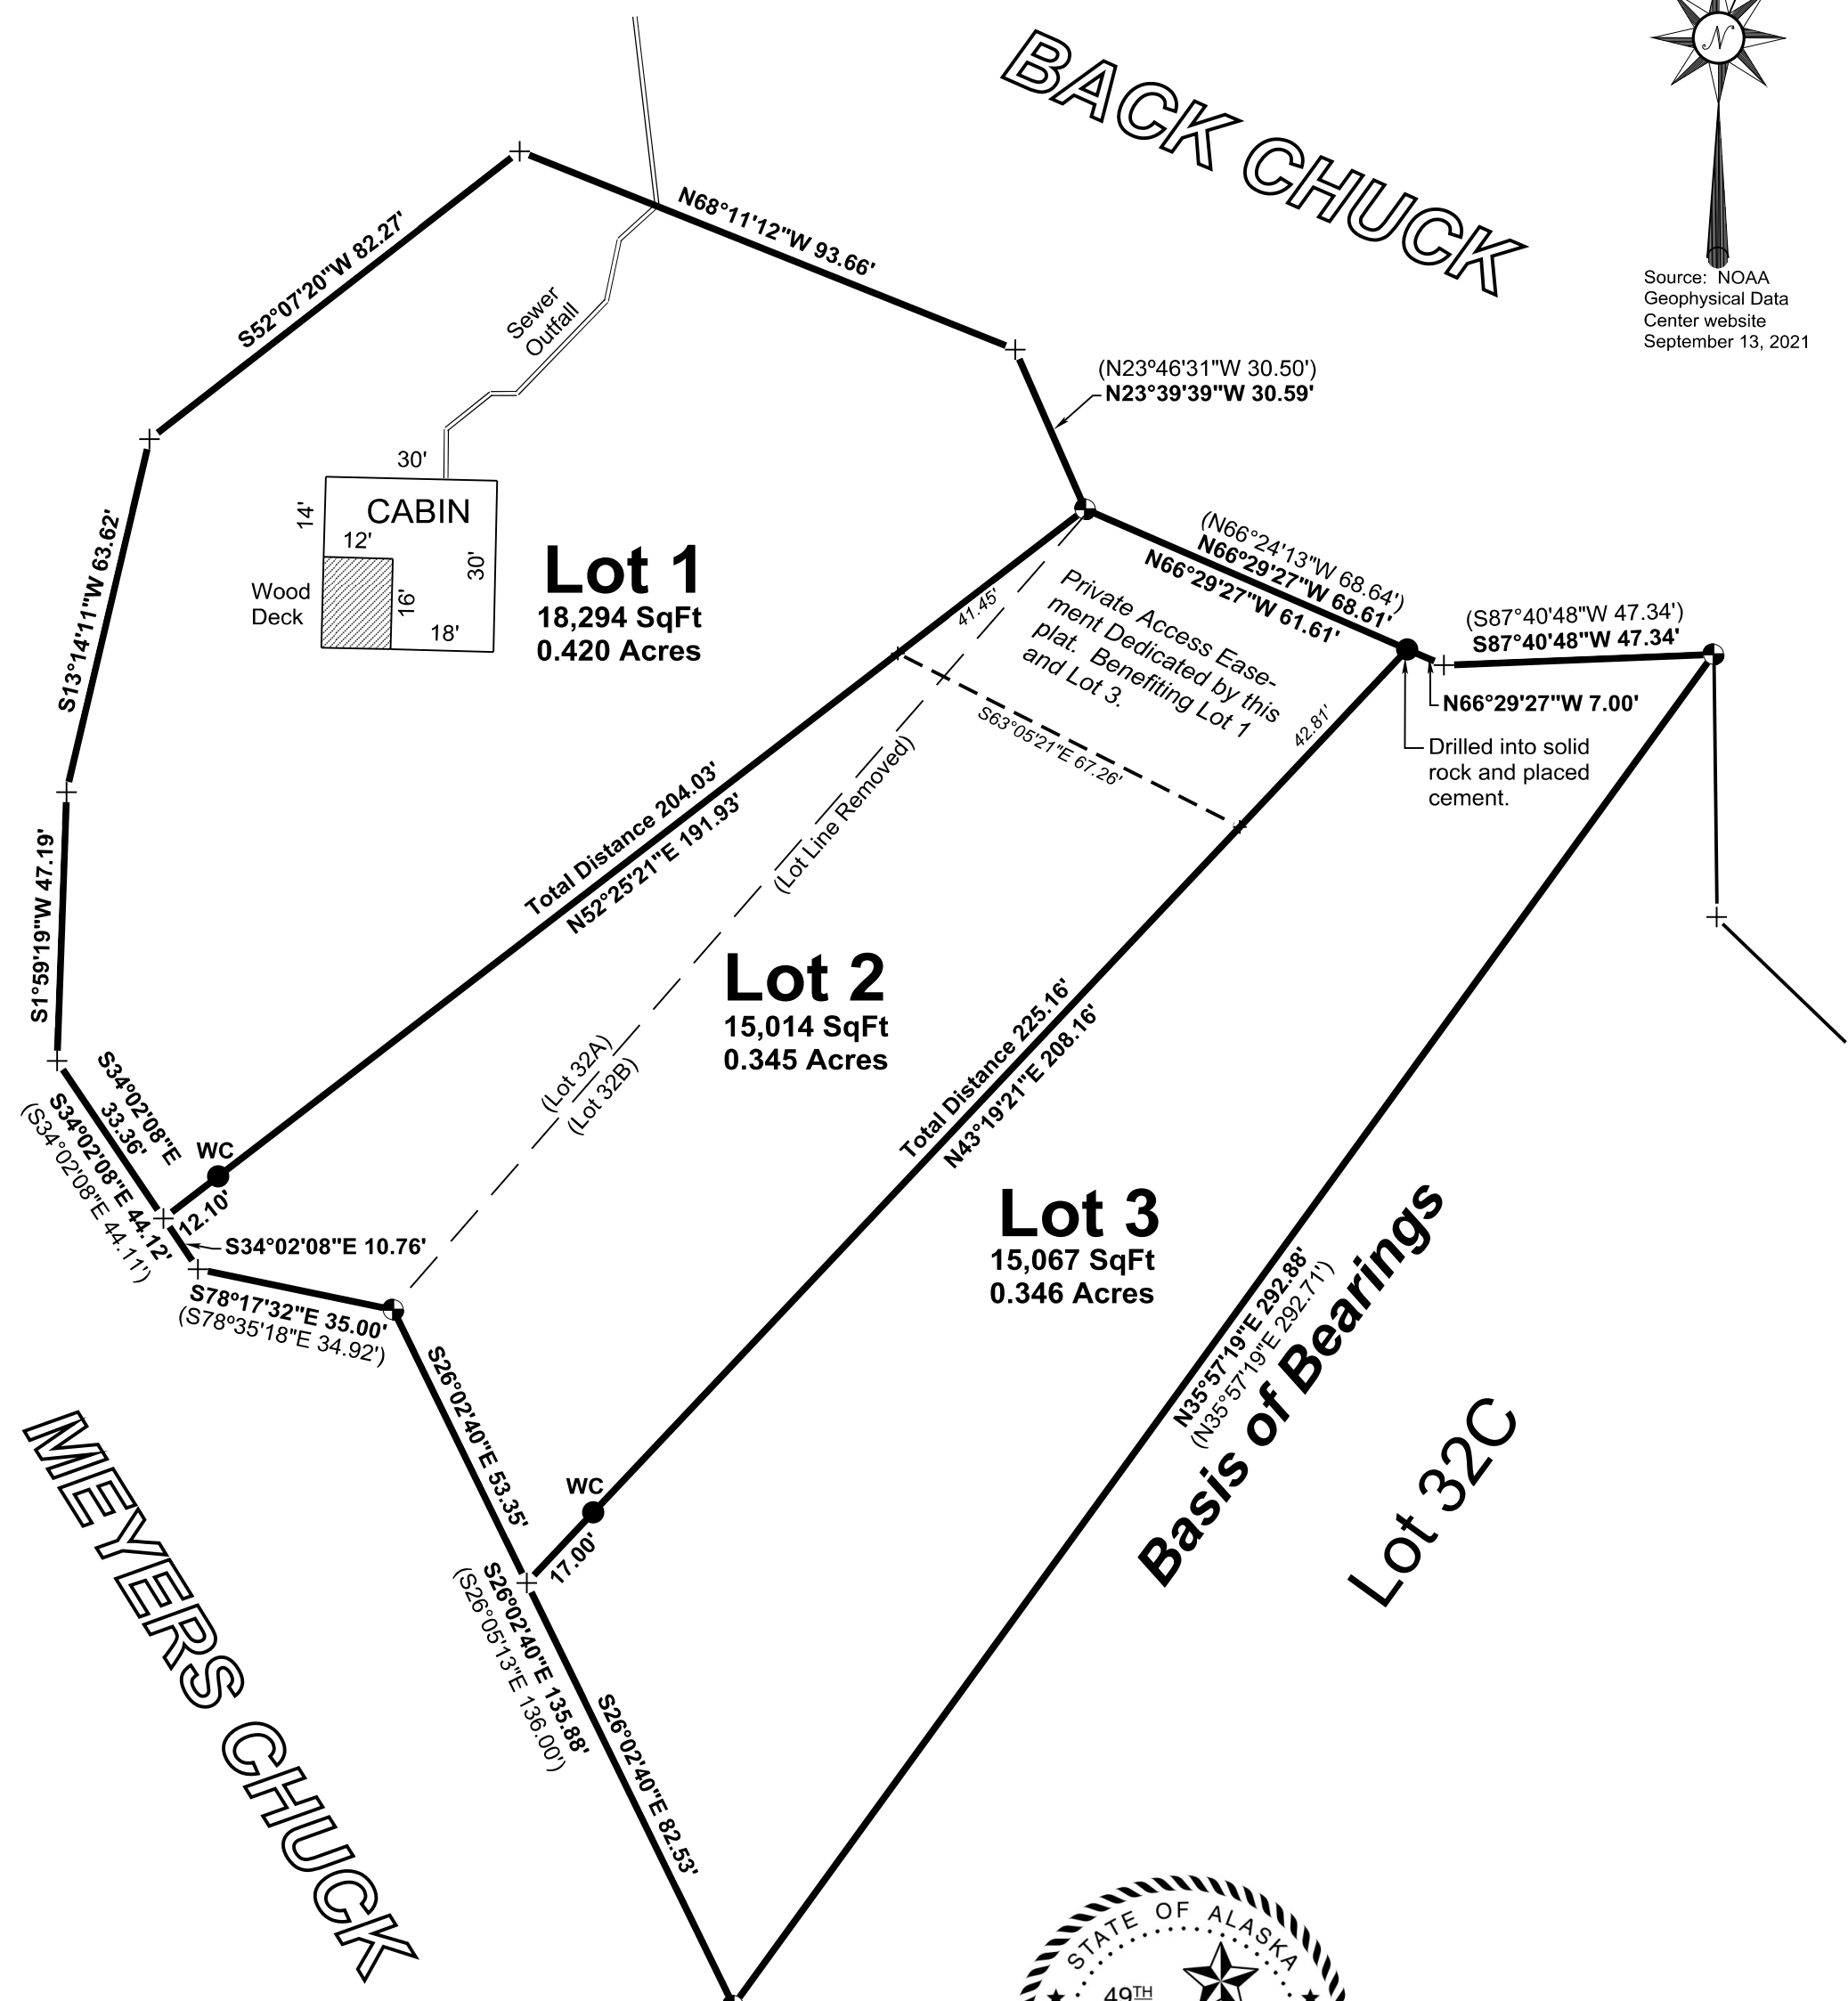 BACK CHUCK
N
Source: NOAA
Geophysical Data
Center website
September 13, 2021
N68°11'12"W 93.66'
S52°07'20"W 82.27'
Sewer
Outfall
(N23º46'31"W 30.50')
N23°39'39"W 30.59'
30'
CABIN
14'
12'
30'
16'
18'
Wood
Deck
Lot 1
18,294 SqFt
0.420 Acres
S13°14'11"W 63.62'
(N66°24'13"W 68.64')
N66°29'27"W 68.61'
N66°29'27"W 61.61'
(S87°40'48"W 47.34')
S87°40'48"W 47.34'
N66°29'27"W 7.00'
Drilled into solid
rock and placed
cement.
Private Access Ease-
ment Dedicated by this
plat. Benefiting Lot 1
and Lot 3.
41.45'
42.81'
S63°05'21"E 67.26'
Total Distance 204.03'
N52°25'21"E 191.93'
(Lot Line Removed)
S1°59'19"W 47.19'
Lot 2
15,014 SqFt
0.345 Acres
(Lot 32A)
(Lot 32B)
Total Distance 225.16'
N43°19'21"E 208.16'
S34°02'08"E
33.36'
S34°02'08"E 44.12'
(S34°02'08"E 44.11')
WC
12.10'
S34°02'08"E 10.76'
S78º17'32"E 35.00'
(S78º35'18"E 34.92')
Lot 3
15,067 SqFt
0.346 Acres
N35°57'19"E 292.88'
(N35°57'19"E 292.71')
Basis of Bearings
Lot 32C
S26°02'40"E 53.35'
WC
17.00'
S26°02'40"E 135.88'
(S26°05'13"E 136.00')
S26°02'40"E 82.53'
MEYERS CHUCK
STATE OF ALASKA
49TH